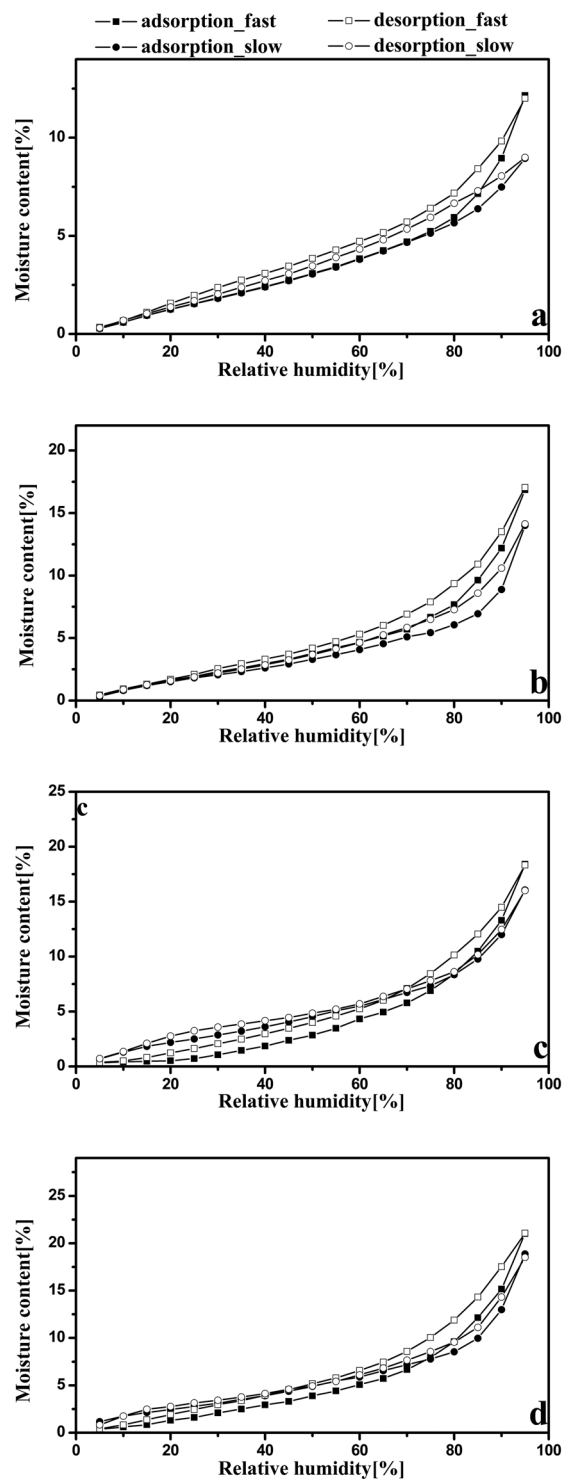 adsorption_fast desorption_fast
adsorption_slow desorption_slow
Moisture content[%]
10
5
0
0 20 40 60 80 100
Relative humidity[%]
a
Moisture content[%]
20
15
10
5
0
0 20 40 60 80 100
Relative humidity[%]
b
Moisture content[%]
25
20
15
10
5
0
0 20 40 60 80 100
Relative humidity[%]
c
c
Moisture content[%]
25
20
15
10
5
0
0 20 40 60 80 100
Relative humidity[%]
d